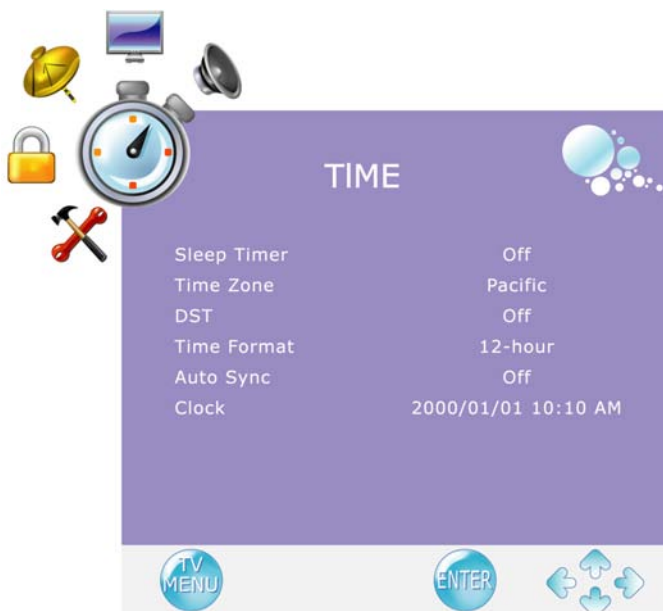 TIME
Sleep Timer Off
Time Zone Pacific
DST Off
Time Format 12-hour
Auto Sync Off
Clock 2000/01/01 10:10 AM
TV MENU ENTER